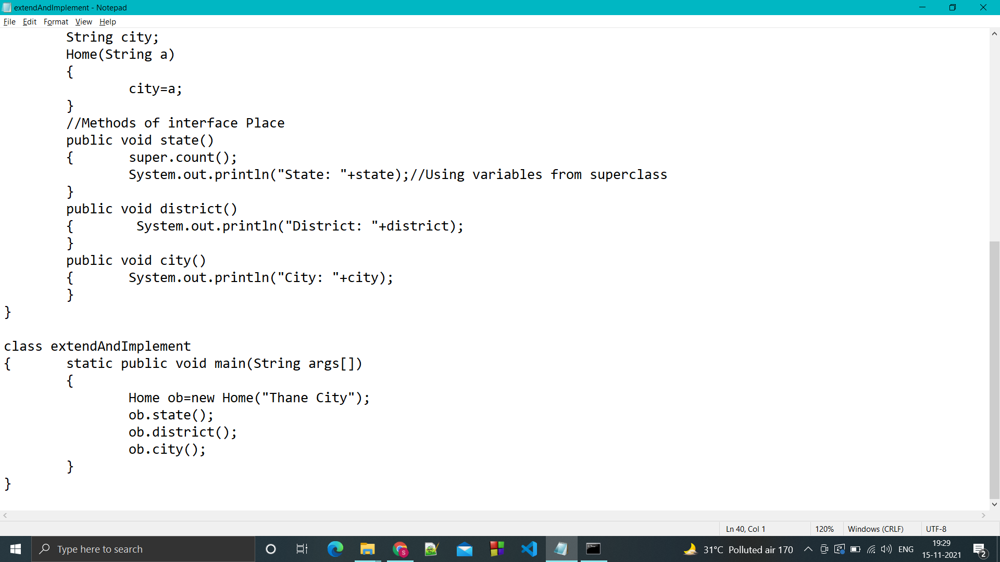 extendAndImplement - Notepad
File Edit Format View Help
String city;
Home(String a)
{
city=a;
}
//Methods of interface Place
public void state()
{ super.count();
System.out.println("State: "+state);//Using variables from superclass
}
public void district()
{ System.out.println("District: "+district);
}
public void city()
{ System.out.println("City: "+city);
}
}
class extendAndImplement
{ static public void main(String args[])
{
Home ob=new Home("Thane City");
ob.state();
ob.district();
ob.city();
}
}
Ln 40, Col 1 120% Windows (CRLF) UTF-8
Type here to search
S
31°C Polluted air 170
ENG
19:29
15-11-2021
2